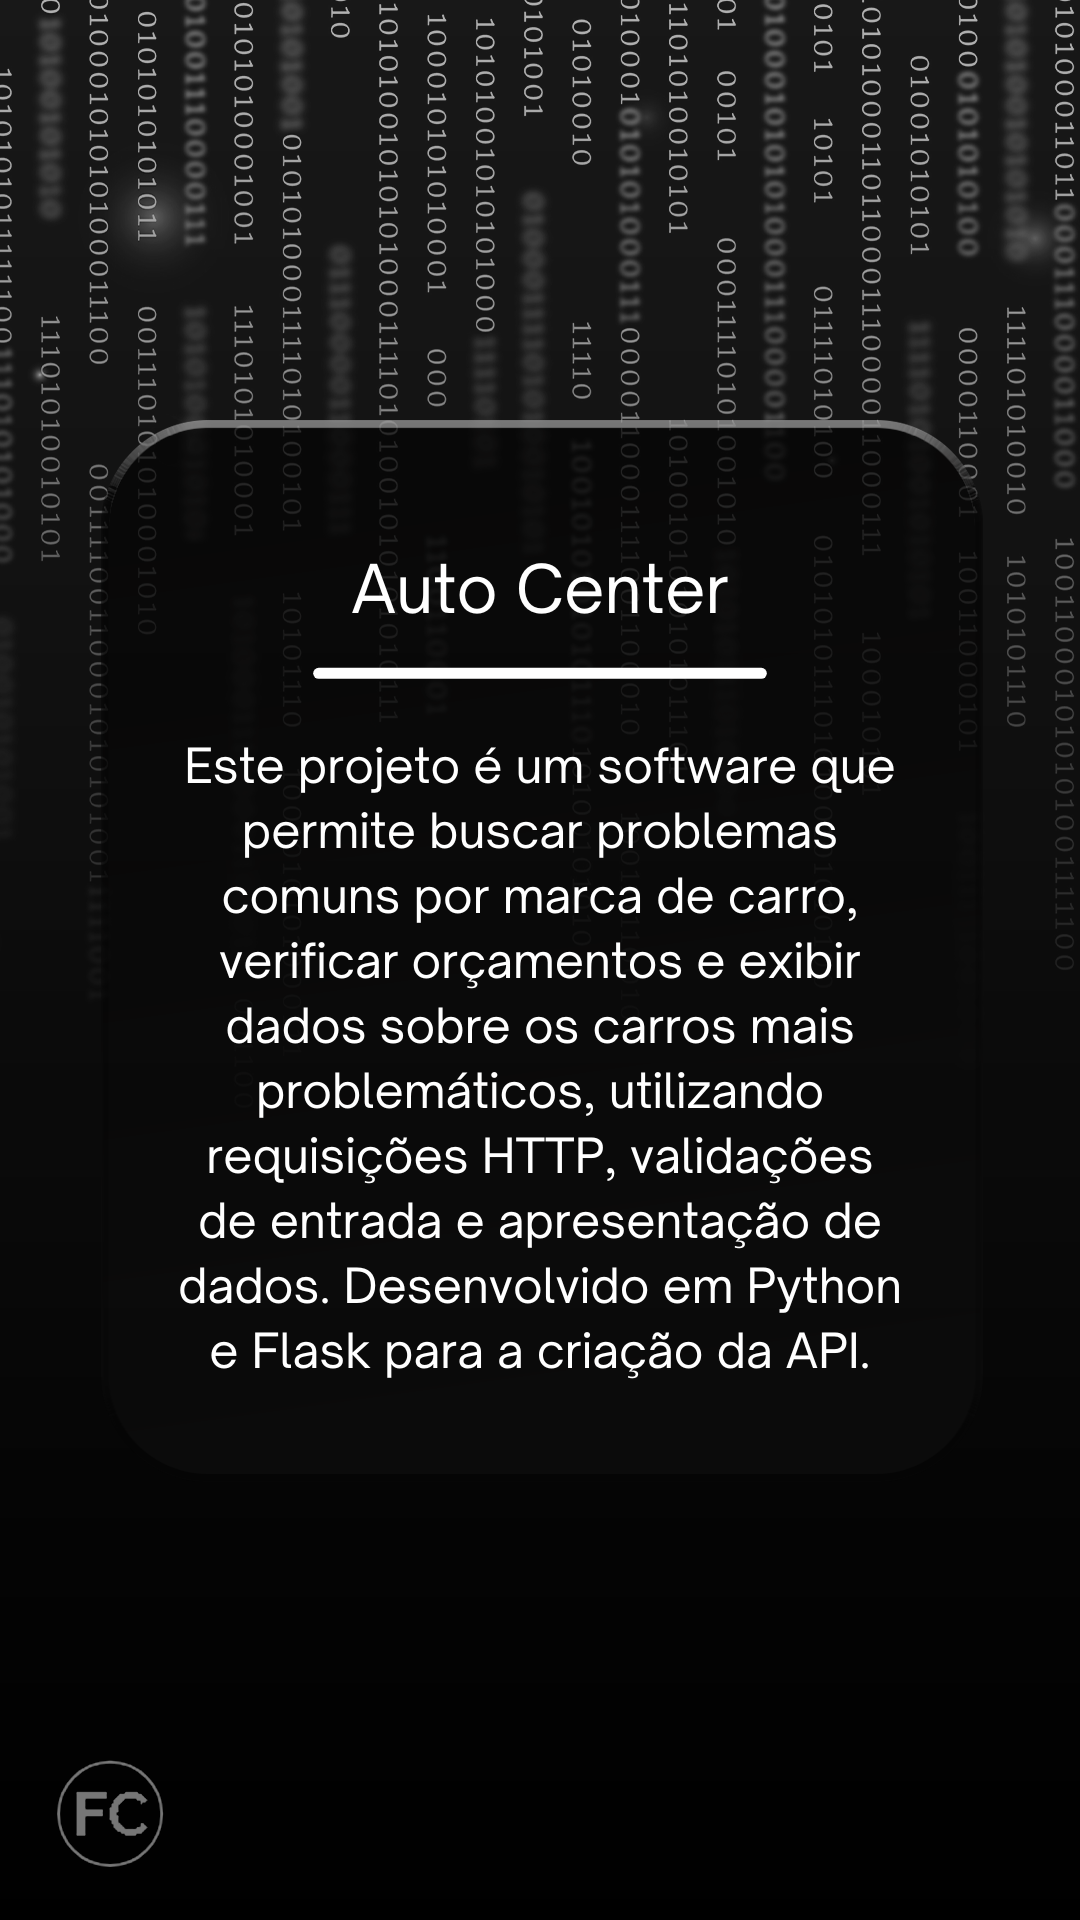 Auto Center
Este projeto é um software que
permite buscar problemas
comuns por marca de carro,
verificar orçamentos e exibir
dados sobre os carros mais
problemáticos, utilizando
requisições HTTP, validações
de entrada e apresentação de
dados. Desenvolvido em Python
e Flask para a criação da API.
FC